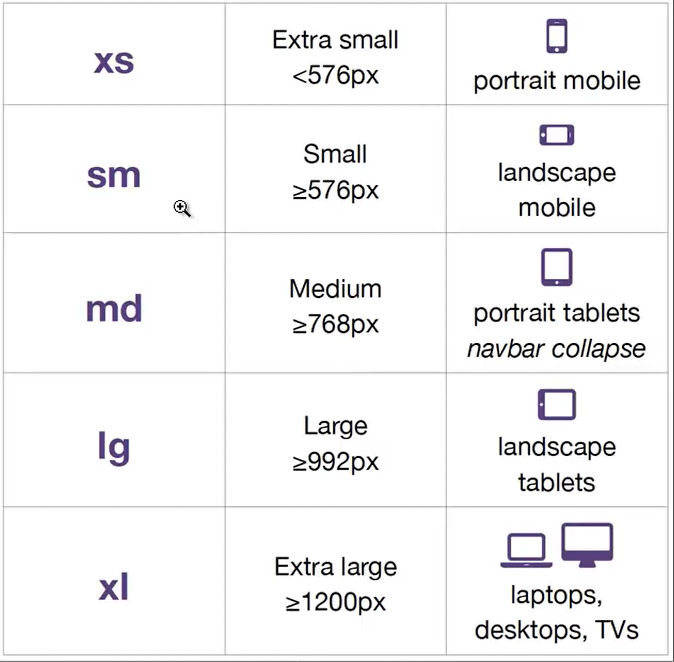 xs
Extra small
<576px
portrait mobile
sm
Small
≥576px
landscape
mobile
md
Medium
≥768px
portrait tablets
navbar collapse
lg
Large
≥992px
landscape
tablets
xl
Extra large
≥1200px
laptops,
desktops, TVs